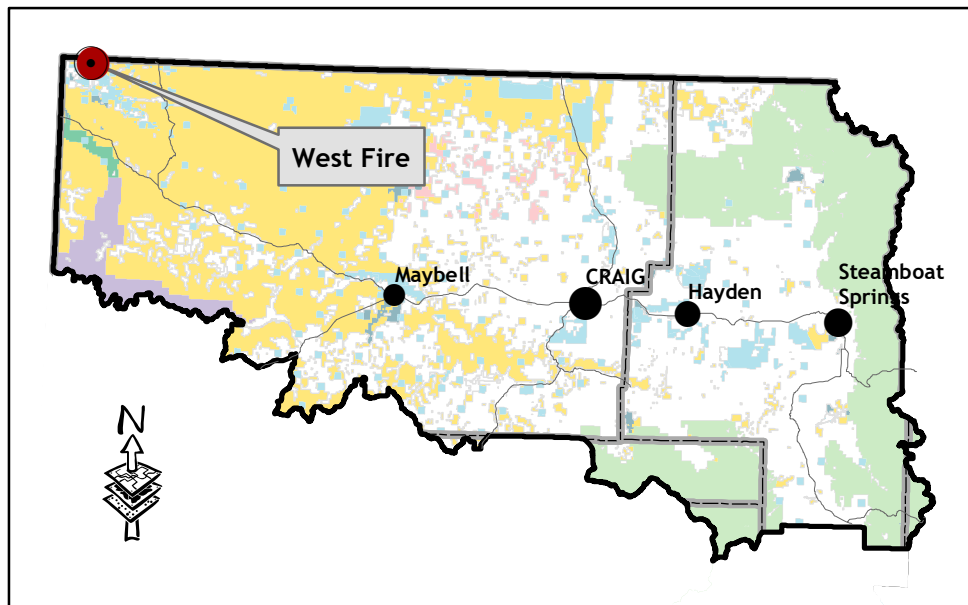 West Fire
Maybell
CRAIG
Hayden
Steamboat
Springs
N